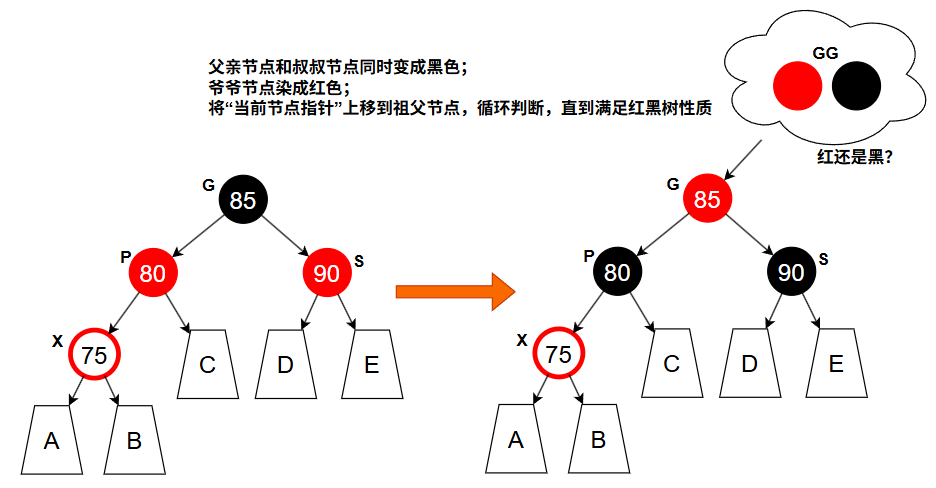 父亲节点和叔叔节点同时变成黑色；
爷爷节点染成红色；
将“当前节点指针”上移到祖父节点，循环判断，直到满足红黑树性质
GG
红还是黑？
G
85
P
80
90
S
X
75
C
D
E
A
B
G
85
P
80
90
S
X
75
C
D
E
A
B